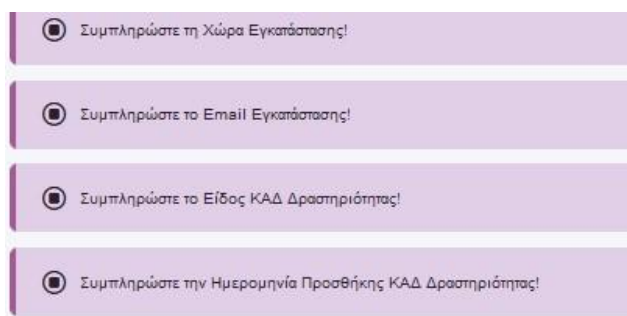 Συμπληρώστε τη Χώρα Εγκατάστασης!
Συμπληρώστε το Email Εγκατάστασης!
Συμπληρώστε το Είδος ΚΑΔ Δραστηριότητας!
Συμπληρώστε την Ημερομηνία Προσθήκης ΚΑΔ Δραστηριότητας!